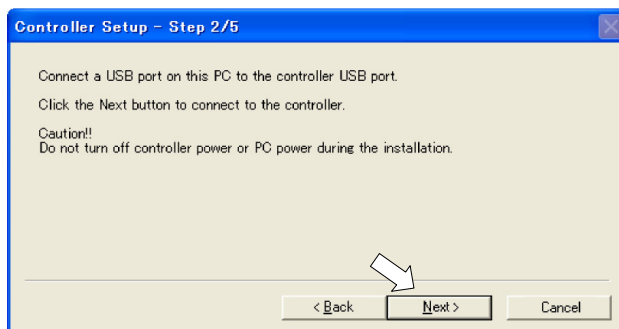 Controller Setup - Step 2/5
Connect a USB port on this PC to the controller USB port.
Click the Next button to connect to the controller.
Caution!!
Do not turn off controller power or PC power during the installation.
< Back Next > Cancel